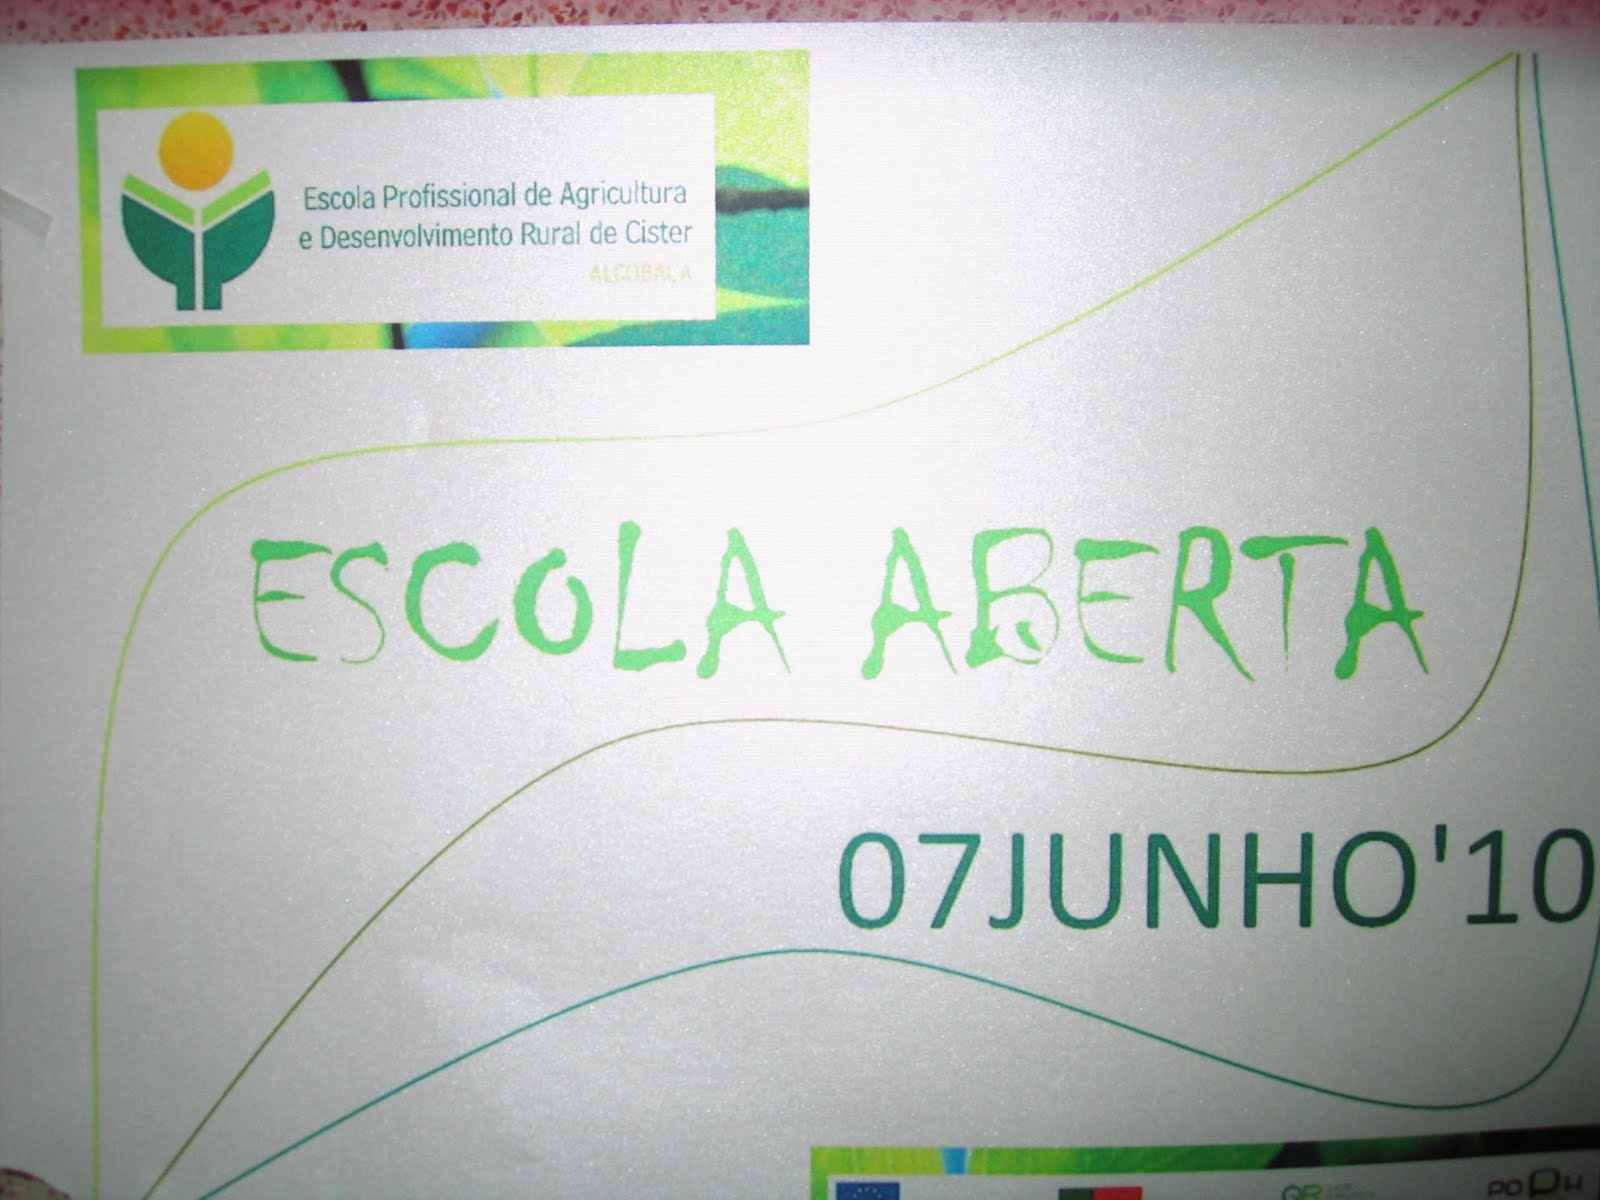 Escola Profissional de Agricultura
e Desenvolvimento Rural de Cister
ALCOBAÇA
ESCOLA ABERTA
07JUNHO'10